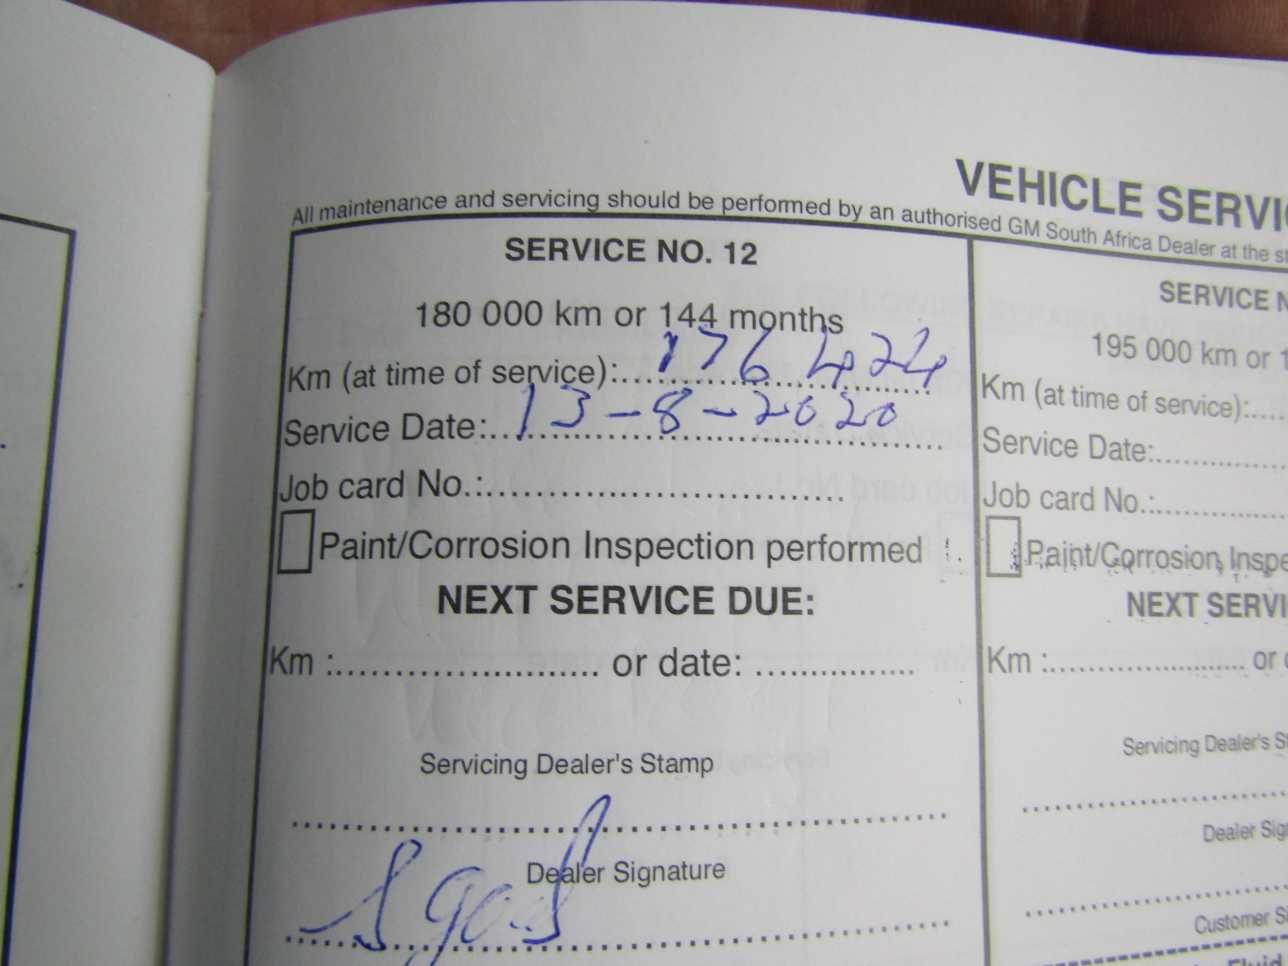 VEHICLE SERVIC
All maintenance and servicing should be performed by an authorised GM South Africa Dealer at the
SERVICE NO. 12
180 000 km or 144 months
Km (at time of service):..... 176 424
Service Date:..... 13-8-2020
Job card No.:.....
Paint/Corrosion Inspection performed
NEXT SERVICE DUE:
Km :..... or date: .....
Servicing Dealer's Stamp
Dealer Signature
SERVICE
195 000 km or
Km (at time of service):.....
Service Date:.....
Job card No.:.....
Paint/Corrosion Inspe
NEXT SERVI
Km :..... or
Servicing Dealer's
Dealer Sig
Customer
Fluid